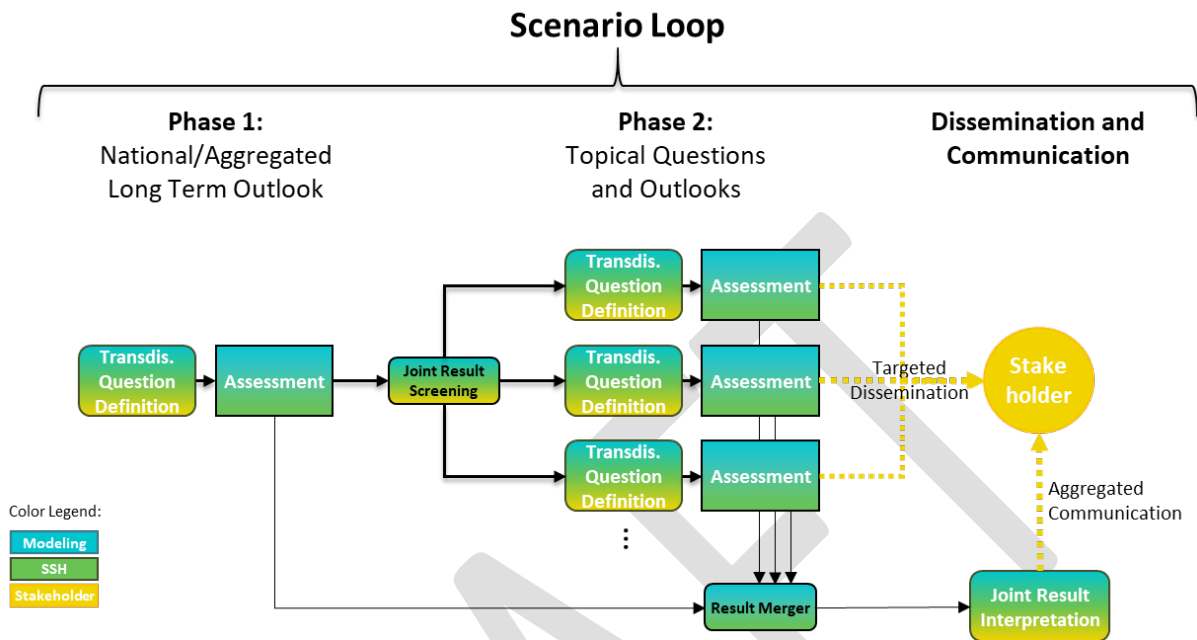 Scenario Loop
Phase 1:
National/Aggregated
Long Term Outlook
Phase 2:
Topical Questions
and Outlooks
Dissemination and
Communication
Transdis.
Question
Definition
Assessment
Joint Result
Screening
Transdis.
Question
Definition
Assessment
Transdis.
Question
Definition
Assessment
Transdis.
Question
Definition
Assessment
...
Targeted
Dissemination
Stake
holder
Aggregated
Communication
Color Legend:
Modeling
SSH
Stakeholder
Result Merger
Joint Result
Interpretation